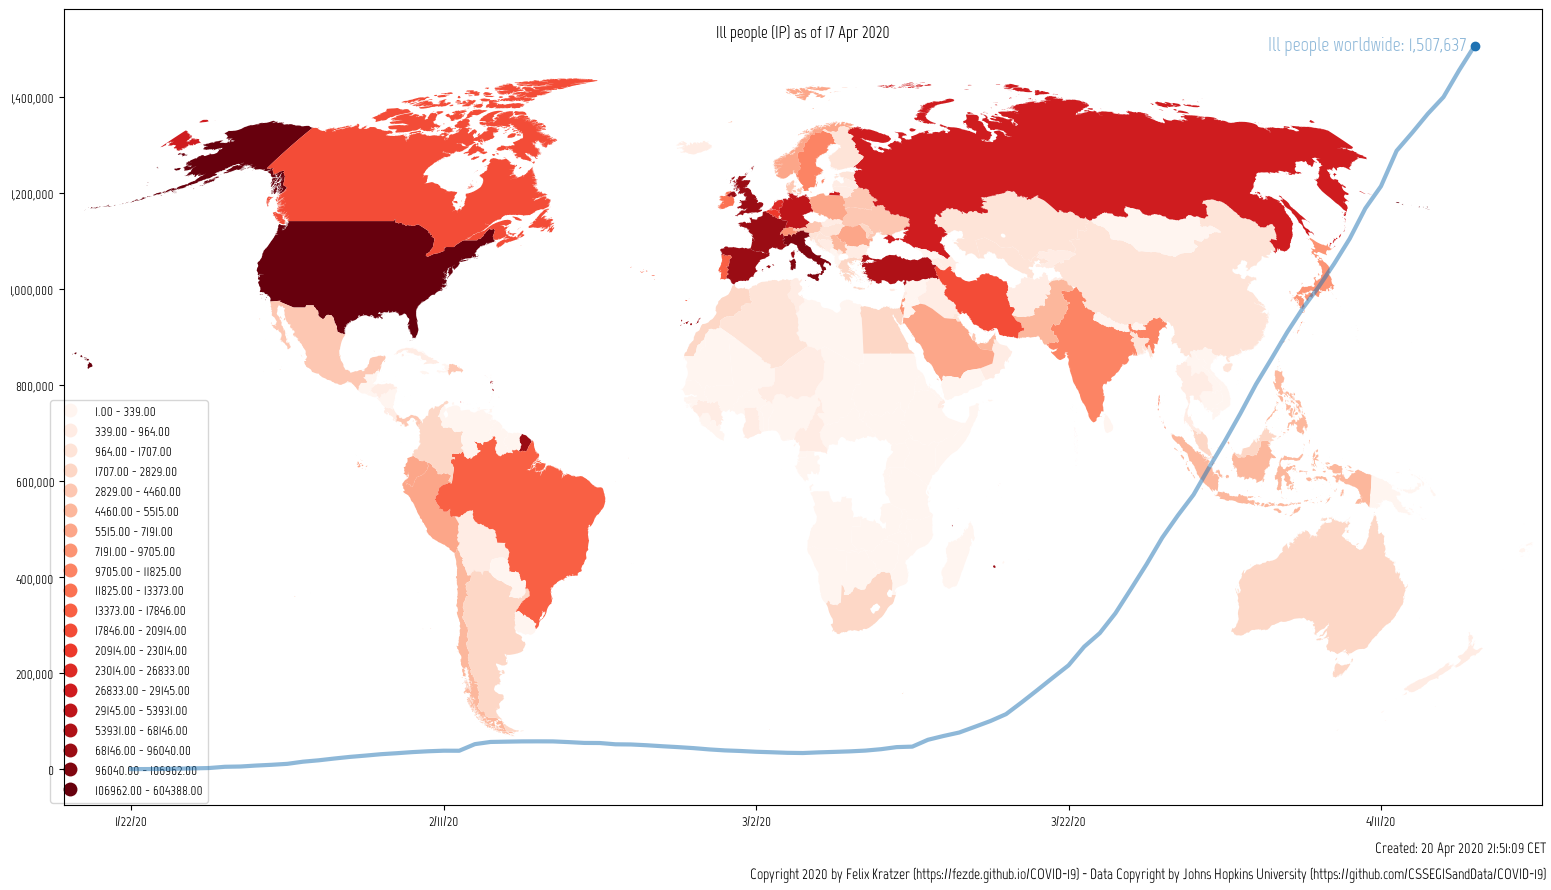 Ill people (IP) as of 17 Apr 2020
Ill people worldwide: 1,507,637
1,400,000
1,200,000
1,000,000
800,000
600,000
400,000
200,000
0
1.00 - 339.00
339.00 - 964.00
964.00 - 1707.00
1707.00 - 2829.00
2829.00 - 4460.00
4460.00 - 5515.00
5515.00 - 7191.00
7191.00 - 9705.00
9705.00 - 11825.00
11825.00 - 13373.00
13373.00 - 17846.00
17846.00 - 20914.00
20914.00 - 23014.00
23014.00 - 26833.00
26833.00 - 29145.00
29145.00 - 53931.00
53931.00 - 68146.00
68146.00 - 96040.00
96040.00 - 106962.00
106962.00 - 604388.00
1/22/20
2/11/20
3/2/20
3/22/20
4/11/20
Created: 20 Apr 2020 21:51:09 CET
Copyright 2020 by Felix Kratzer (https://fezde.github.io/COVID-19) - Data Copyright by Johns Hopkins University (https://github.com/CSSEGISandData/COVID-19)